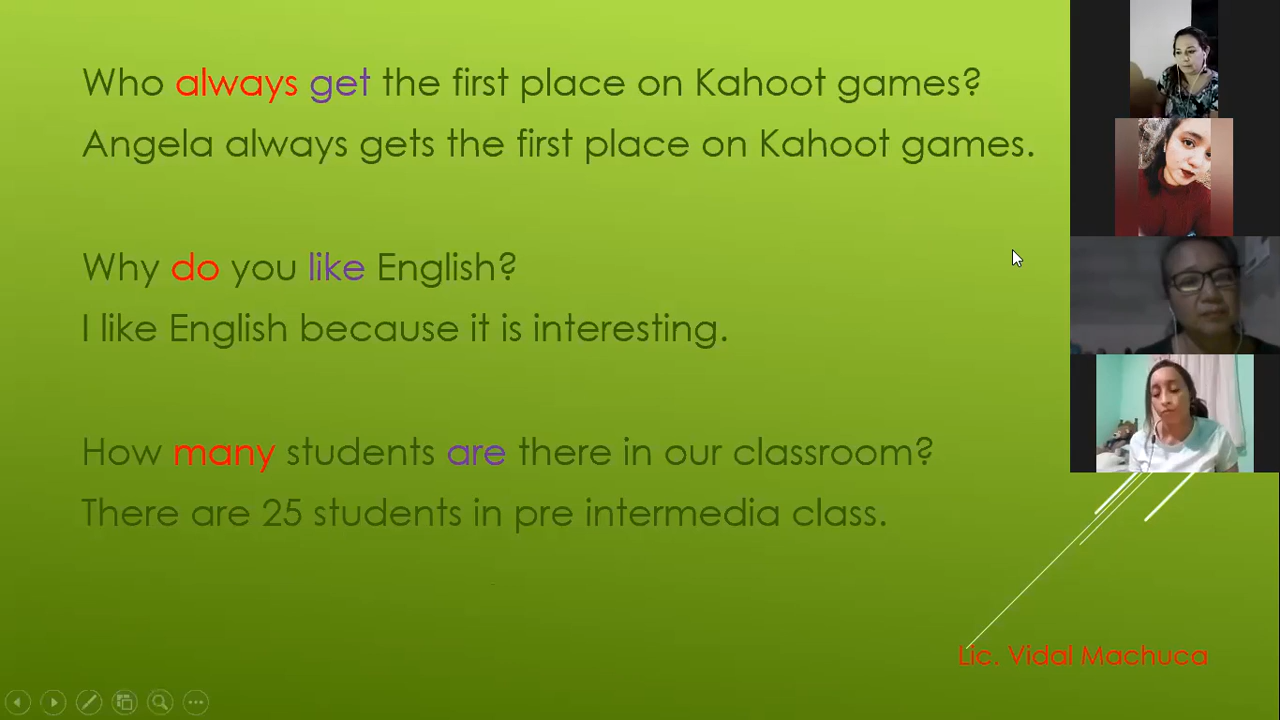 Who always get the first place on Kahoot games?
Angela always gets the first place on Kahoot games.
Why do you like English?
I like English because it is interesting.
How many students are there in our classroom?
There are 25 students in pre intermedia class.
Lic. Vidal Machuca